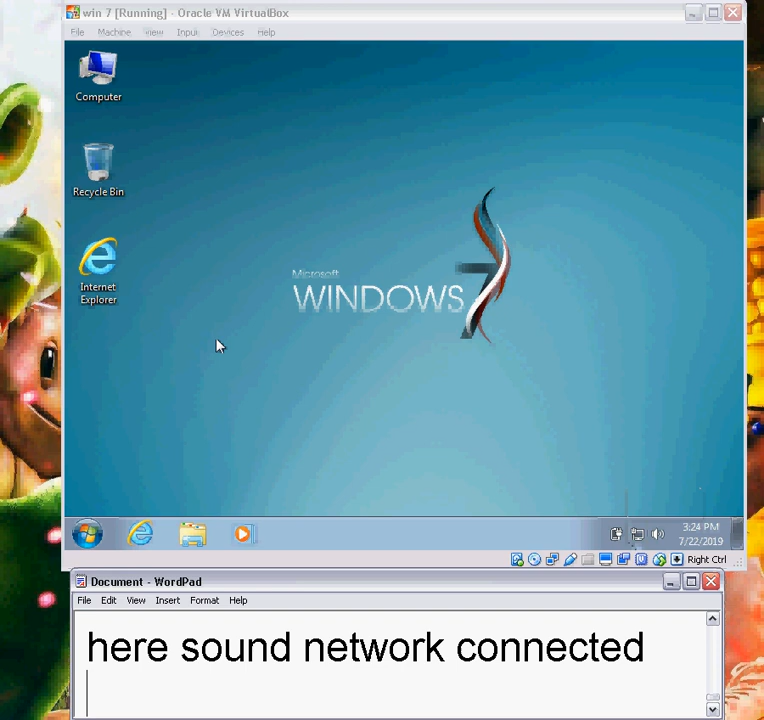 win 7 [Running] - Oracle VM VirtualBox
File Machine View Input Devices Help
Computer
Recycle Bin
Internet
Explorer
Microsoft
WINDOWS 7
3:24 PM
7/22/2019
Right Ctrl
Document - WordPad
File Edit View Insert Format Help
here sound network connected